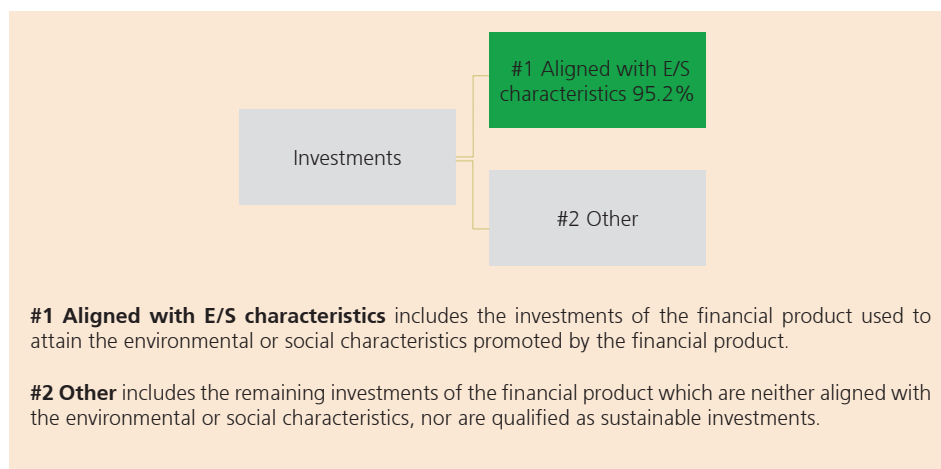 #1 Aligned with E/S
characteristics 95.2%
Investments
#2 Other
#1 Aligned with E/S characteristics includes the investments of the financial product used to
attain the environmental or social characteristics promoted by the financial product.
#2 Other includes the remaining investments of the financial product which are neither aligned with
the environmental or social characteristics, nor are qualified as sustainable investments.